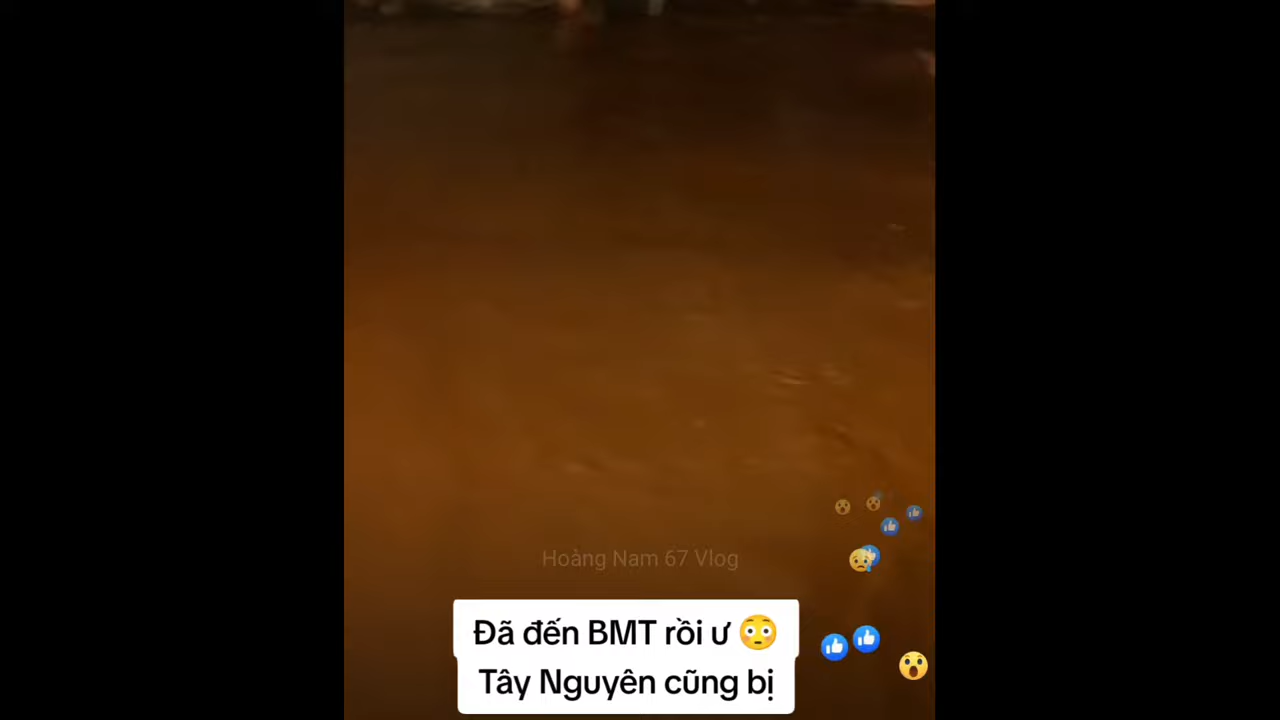 Hoàng Nam 67 Vlog
Đã đến BMT rồi ư 😳
Tây Nguyên cũng bị